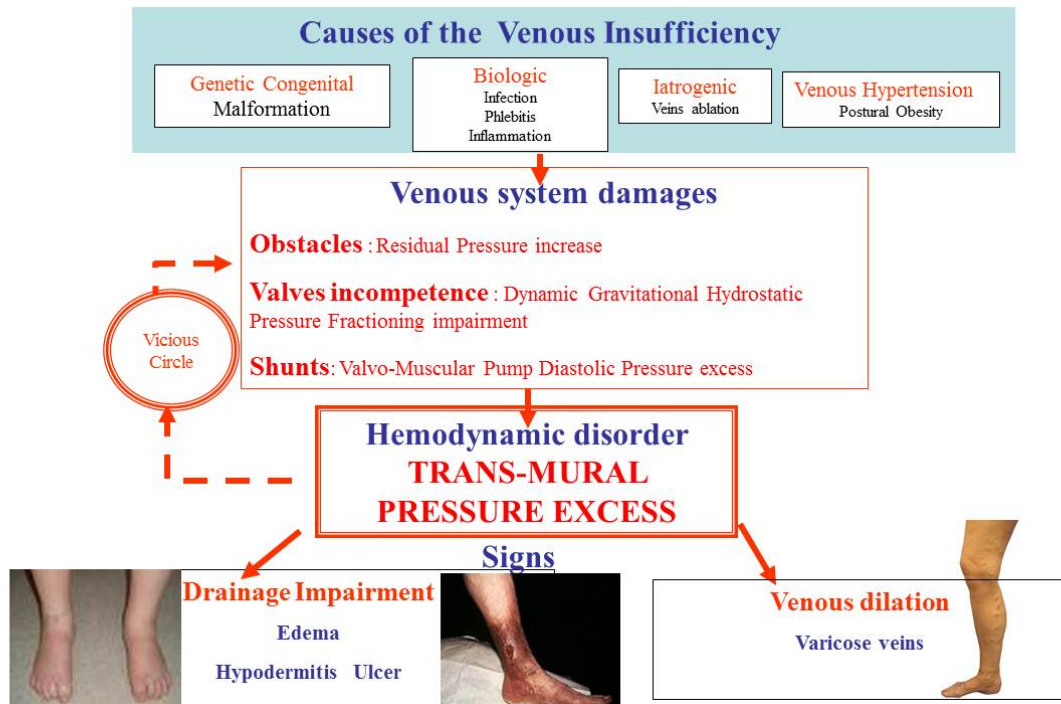 Causes of the Venous Insufficiency
Genetic Congenital
Malformation
Biologic
Infection
Phlebitis
Inflammation
Iatrogenic
Veins ablation
Venous Hypertension
Postural Obesity
Venous system damages
Obstacles : Residual Pressure increase
Valves incompetence : Dynamic Gravitational Hydrostatic
Pressure Fractioning impairment
Shunts: Valvo-Muscular Pump Diastolic Pressure excess
Vicious
Circle
Hemodynamic disorder
TRANS-MURAL
PRESSURE EXCESS
Signs
Drainage Impairment
Edema
Hypodermitis Ulcer
Venous dilation
Varicose veins